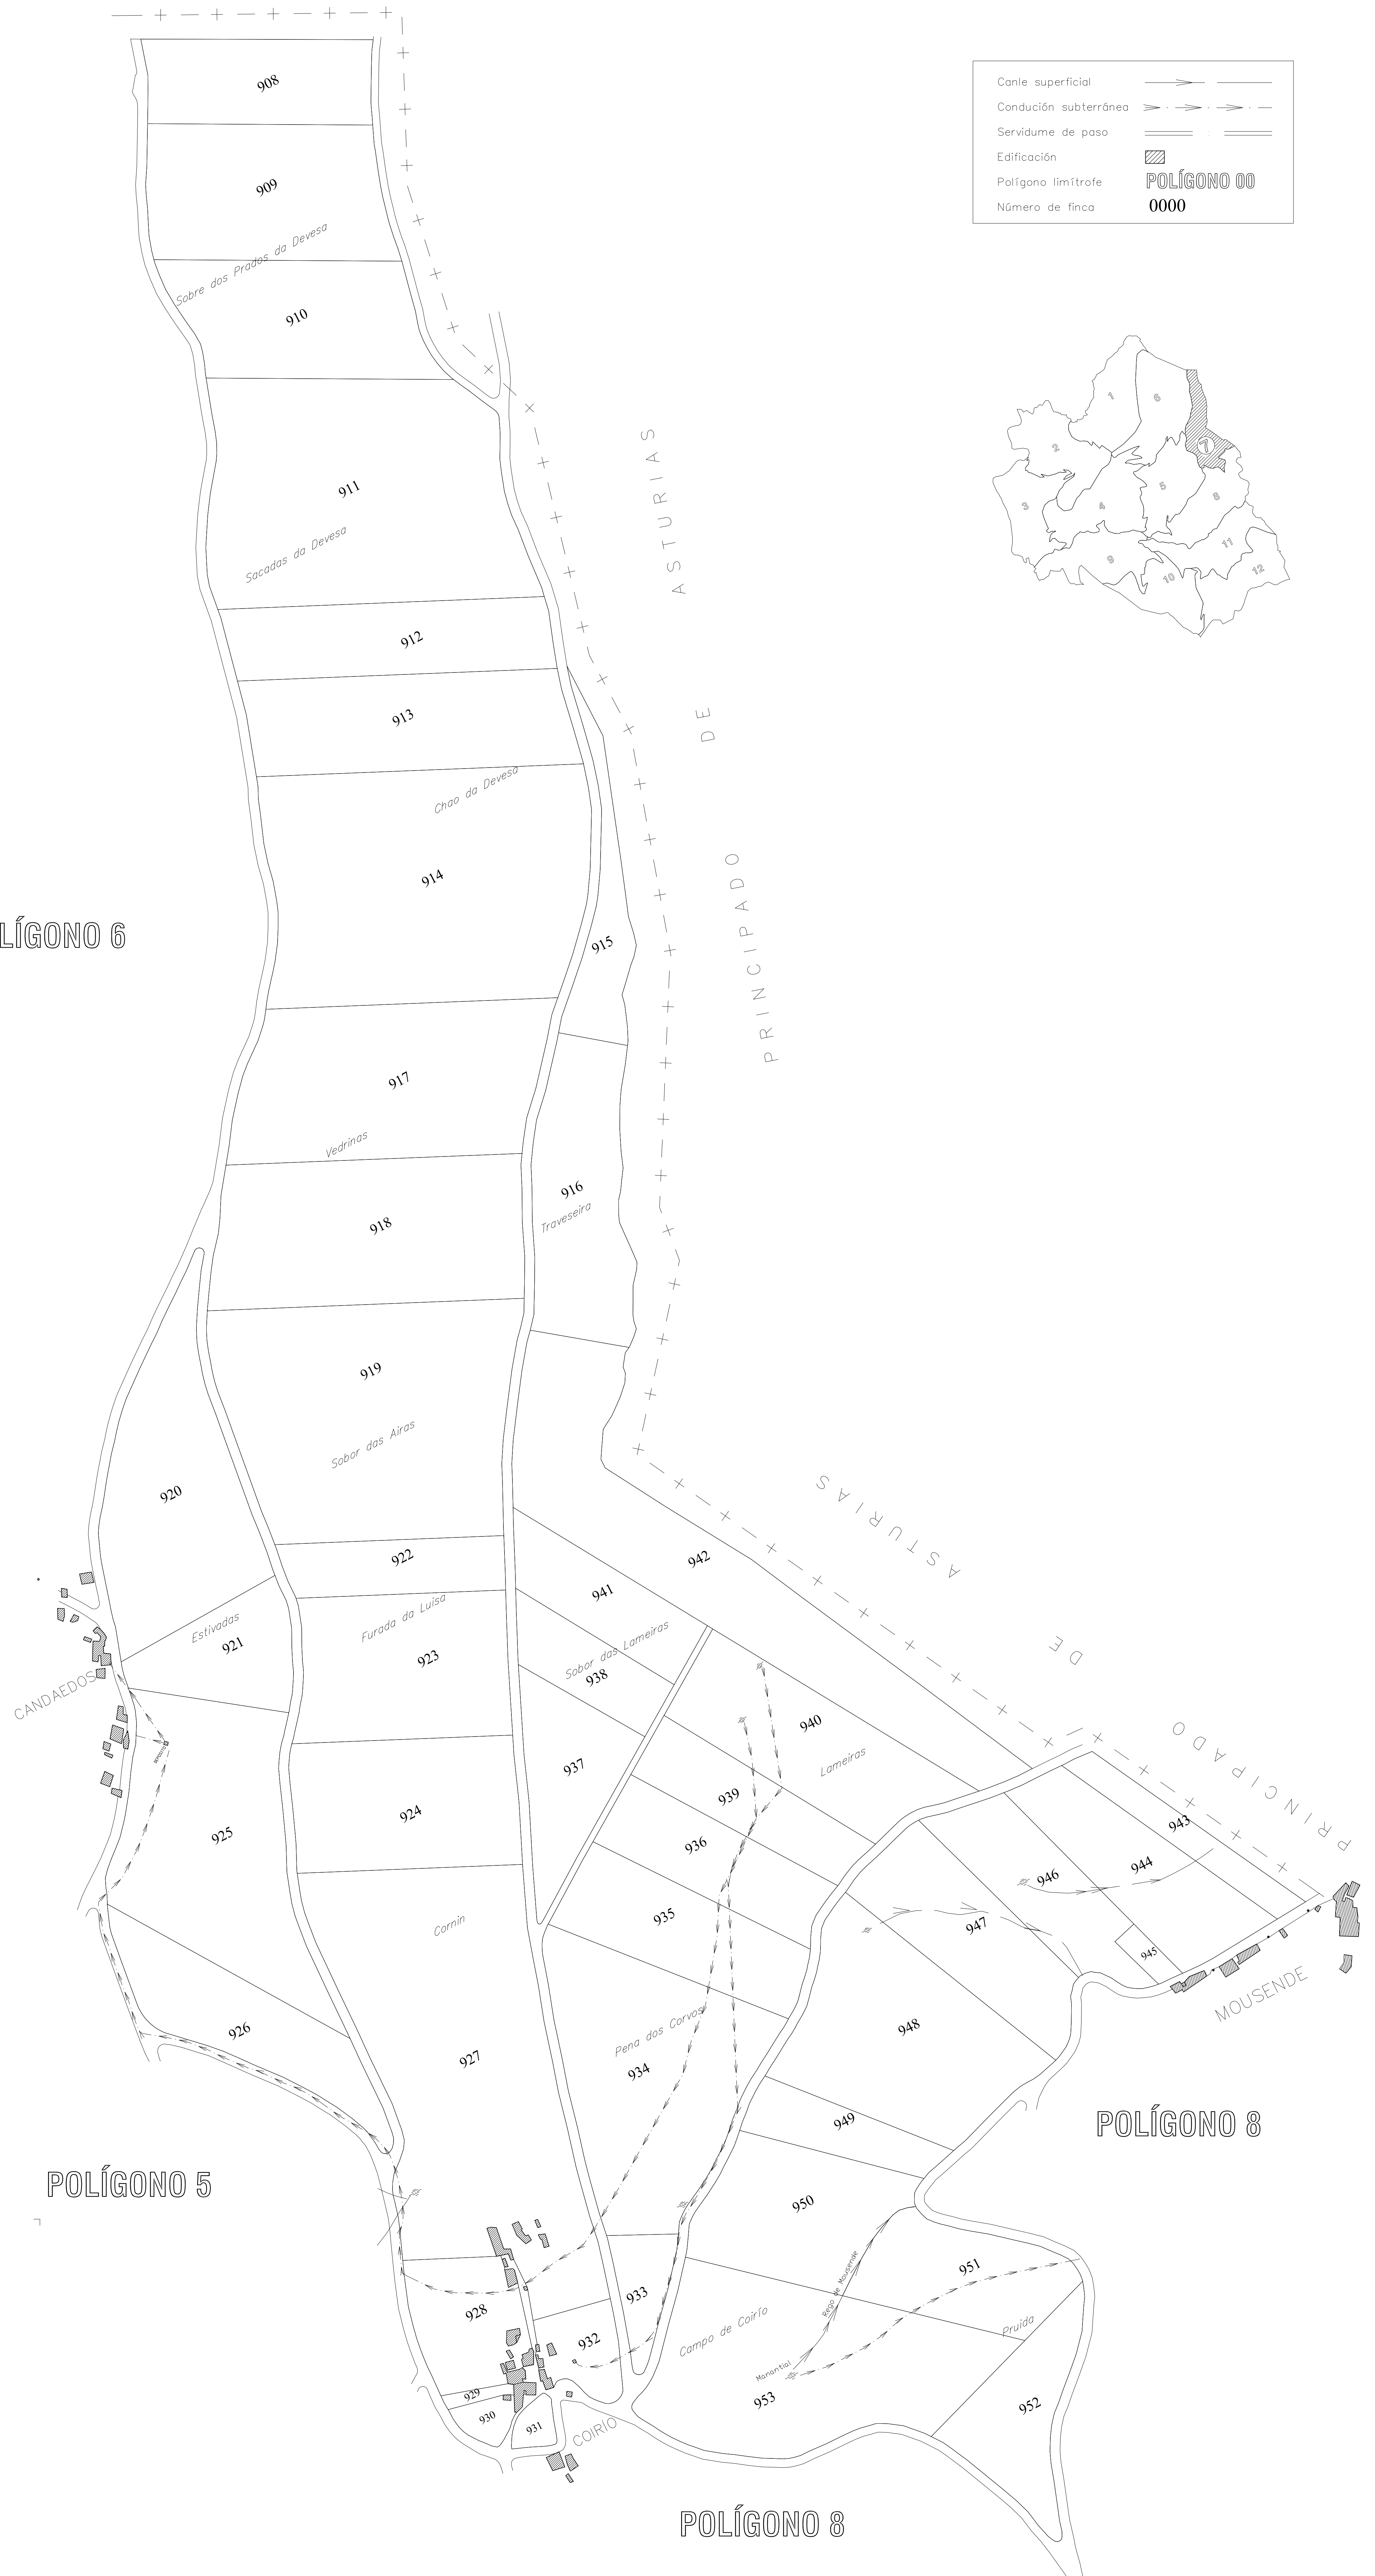 Canle superficial
Condución subterránea
Servidume de paso
Edificación
Polígono limítrofe POLÍGONO 00
Número de finca 0000
1
6
2
7
3
4
5
8
9
10
11
12
908
909
Sobre dos Prados da Devesa
910
911
Sacadas da Devesa
912
913
Chao da Devesa
914
915
LÍGONO 6
PRINCIPADO DE ASTURIAS
917
Vedrinas
916
Traveseira
918
919
Sobor das Airas
920
PRINCIPADO DE ASTURIAS
922
942
941
Furada da Luisa
Estivadas
921
923
Sobor das Lameiras
938
CANDAEDOS
940
Lameiras
937
939
924
943
925
936
944
946
935
947
Cornin
945
MOUSENDE
926
927
Pena dos Corvos
934
948
949
POLÍGONO 8
POLÍGONO 5
950
951
Rego de Mousende
933
928
932
Campo de Coirío
Pruida
Manantial
953
952
929
930
931
COIRÍO
POLÍGONO 8